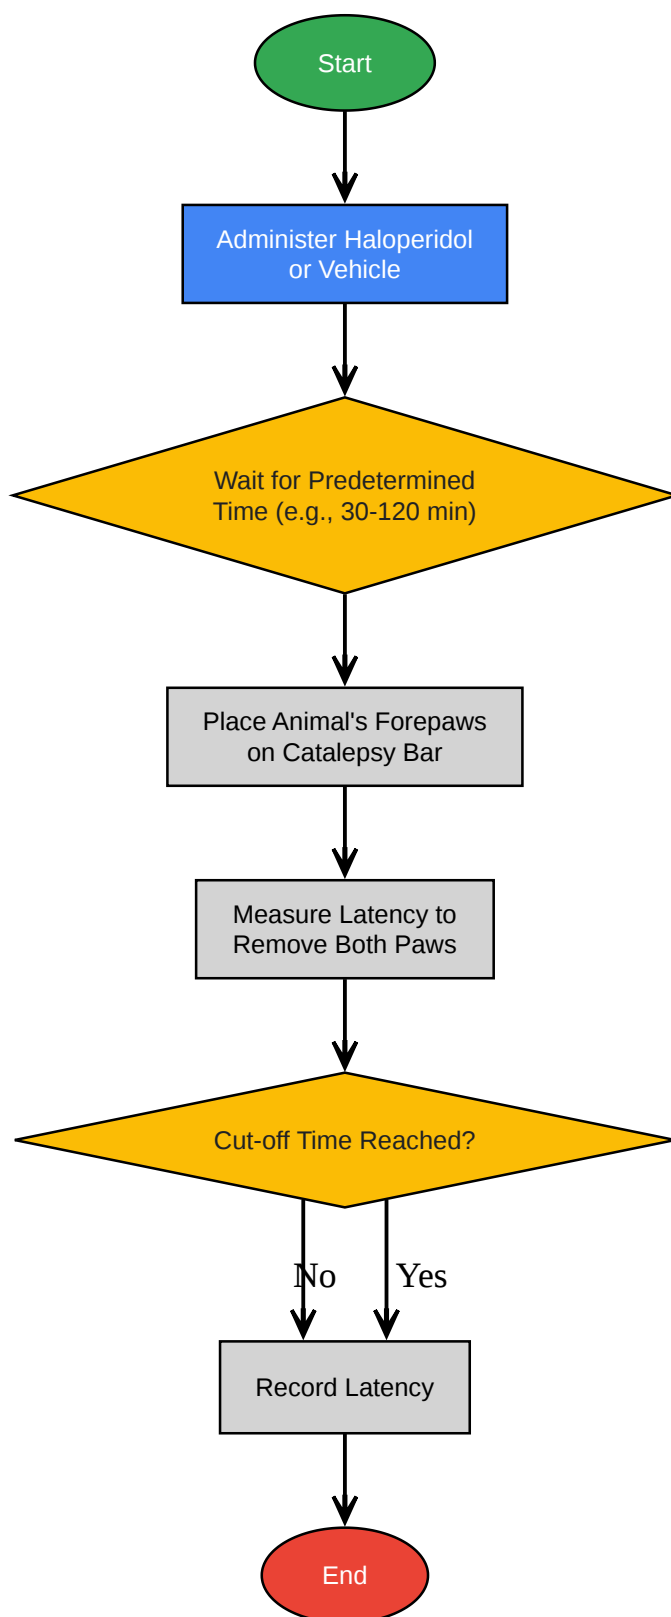 Start
Administer Haloperidol
or Vehicle
Wait for Predetermined
Time (e.g., 30-120 min)
Place Animal's Forepaws
on Catalepsy Bar
Measure Latency to
Remove Both Paws
Cut-off Time Reached?
No Yes
Record Latency
End